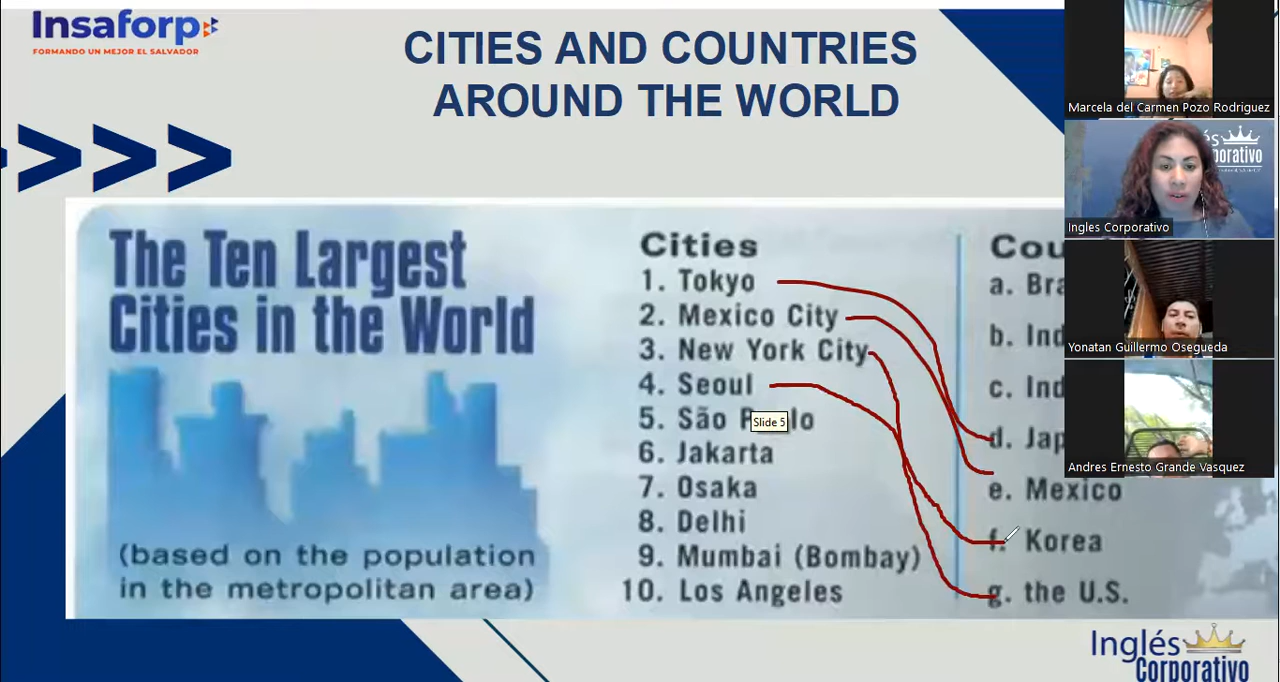 Insaforp
FORMANDO UN MEJOR EL SALVADOR
CITIES AND COUNTRIES
AROUND THE WORLD
The Ten Largest
Cities in the World
(based on the population
in the metropolitan area)
Cities
1. Tokyo
2. Mexico City
3. New York City
4. Seoul
5. São
Slide 5
6. Jakarta
7. Osaka
8. Delhi
9. Mumbai (Bombay)
10. Los Angeles
a.
b.
c.
d.
e. Mexico
f. Korea
g. the U.S.
Marcela del Carmen Pozo Rodriguez
Ingles Corporativo
Yonatan Guillermo Osegueda
Andres Ernesto Grande Vasquez
Inglés
Corporativo